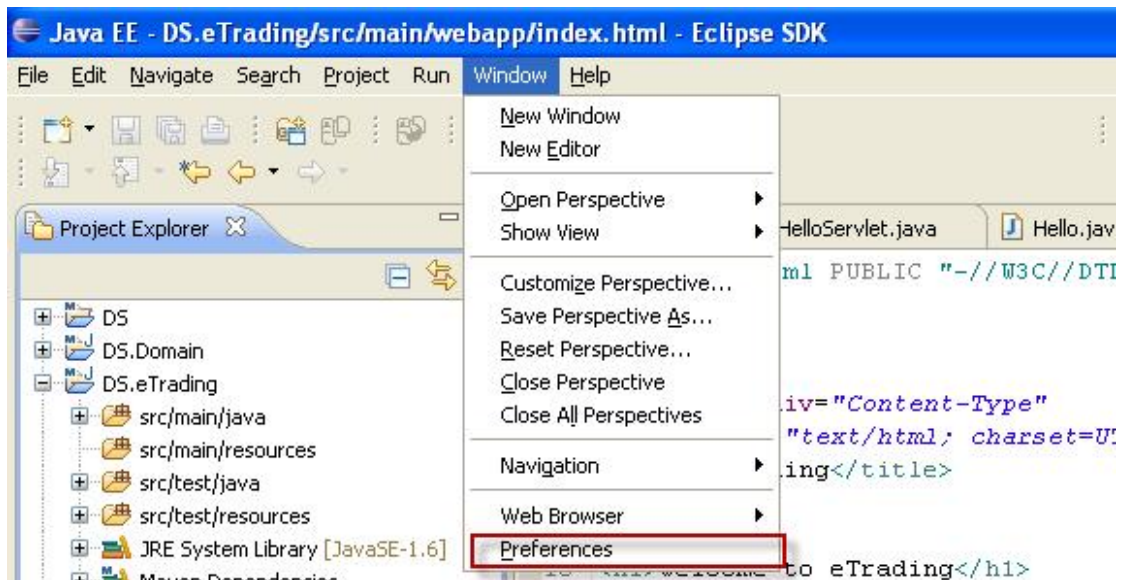 Java EE - DS.eTrading/src/main/webapp/index.html - Eclipse SDK
File Edit Navigate Search Project Run Window Help
New Window
New Editor
Open Perspective
Show View
Customize Perspective...
Save Perspective As...
Reset Perspective...
Close Perspective
Close All Perspectives
Navigation
Web Browser
Preferences
Project Explorer
DS
DS.Domain
DS.eTrading
src/main/java
src/main/resources
src/test/java
src/test/resources
JRE System Library [JavaSE-1.6]
Maven Dependencies
HelloServlet.java Hello.jav
ml PUBLIC "-//W3C//DTD
iv="Content-Type"
"text/html; charset=UT
ing</title>
to eTrading</h1>